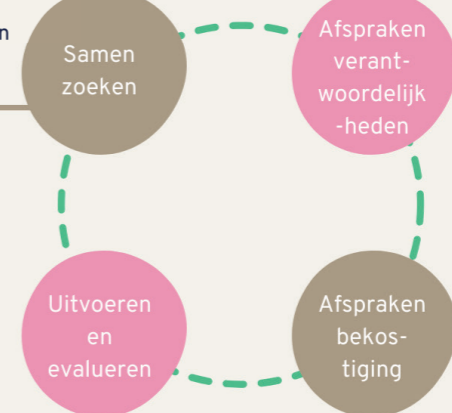 n
Samen
zoeken
Afspraken
verant-
woordelijk
-heden
Uitvoeren
en
evalueren
Afspraken
bekos-
tiging